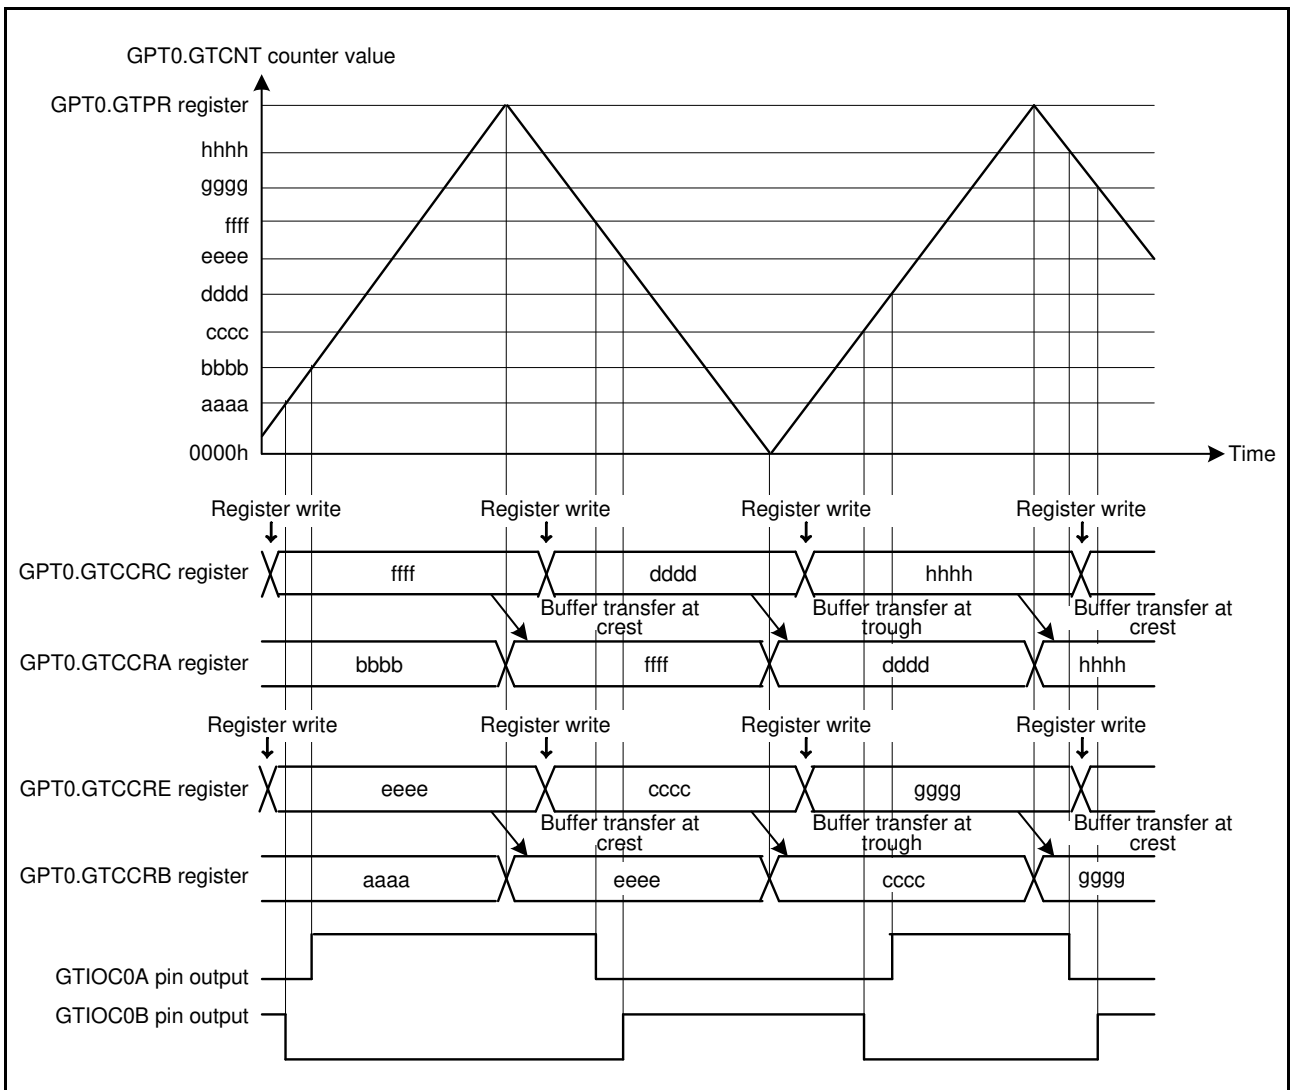 GPT0.GTCNT counter value
GPT0.GTPR register
hhhh
gggg
ffff
eeee
dddd
cccc
bbbb
aaaa
0000h
Time
Register write Register write Register write Register write
GPT0.GTCCRC register ffff dddd hhhh
Buffer transfer at Buffer transfer at Buffer transfer at
crest trough crest
GPT0.GTCCRA register bbbb ffff dddd hhhh
Register write Register write Register write Register write
GPT0.GTCCRE register eeee cccc gggg
Buffer transfer at Buffer transfer at Buffer transfer at
crest trough crest
GPT0.GTCCRB register aaaa eeee cccc gggg
GTIOC0A pin output
GTIOC0B pin output